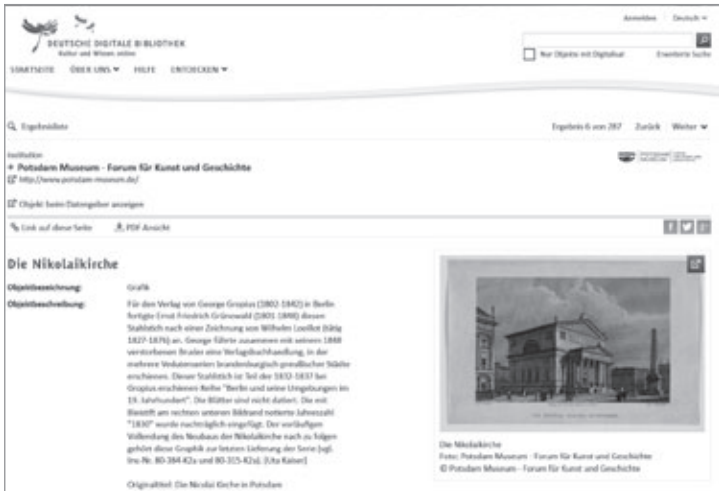 Anmelden Deutsch
DEUTSCHE DIGITALE BIBLIOTHEK
Kultur und Wissen online
Nur Objekte mit Digitalisat Erweiterte Suche
STARTSEITE ÜBER UNS HILFE ENTDECKEN
Ergebnisliste Ergebnis 6 von 287 Zurück Weiter
Institution
Potsdam Museum - Forum für Kunst und Geschichte
http://www.potsdam-museum.de/
Objekt beim Datengeber anzeigen
Link auf diese Seite PDF Ansicht
Die Nikolaikirche
Objektbezeichnung: Grafik
Objektbeschreibung: Für den Verlag von George Gropius (1802-1842) in Berlin
fertigte Ernst Friedrich Grünewald (1801-1848) diesen
Stahlstich nach einer Zeichnung von Wilhelm Loeillot (tätig
1827-1876) an. George führte zusammen mit seinem 1848
verstorbenen Bruder eine Verlagsbuchhandlung, in der
mehrere Vedutenserien brandenburgisch-preußischer Städte
erschienen. Dieser Stahlstich ist Teil der 1832-1837 bei
Gropius erschienen Reihe "Berlin und seine Umgebungen im
19. Jahrhundert". Die Blätter sind nicht datiert. Die mit
Bleistift am rechten unteren Bildrand notierte Jahreszahl
"1830" wurde nachträglich eingefügt. Der vorläufigen
Vollendung des Neubaus der Nikolaikirche nach zu folgen
gehört diese Graphik zur letzten Lieferung der Serie (vgl.
Inv.-Nr. 80-384-K2a und 80-315-K2a). [Uta Kaiser]
Originaltitel: Die Nicolai Kirche in Potsdam
Die Nikolaikirche
Foto: Potsdam Museum - Forum für Kunst und Geschichte
© Potsdam Museum - Forum für Kunst und Geschichte